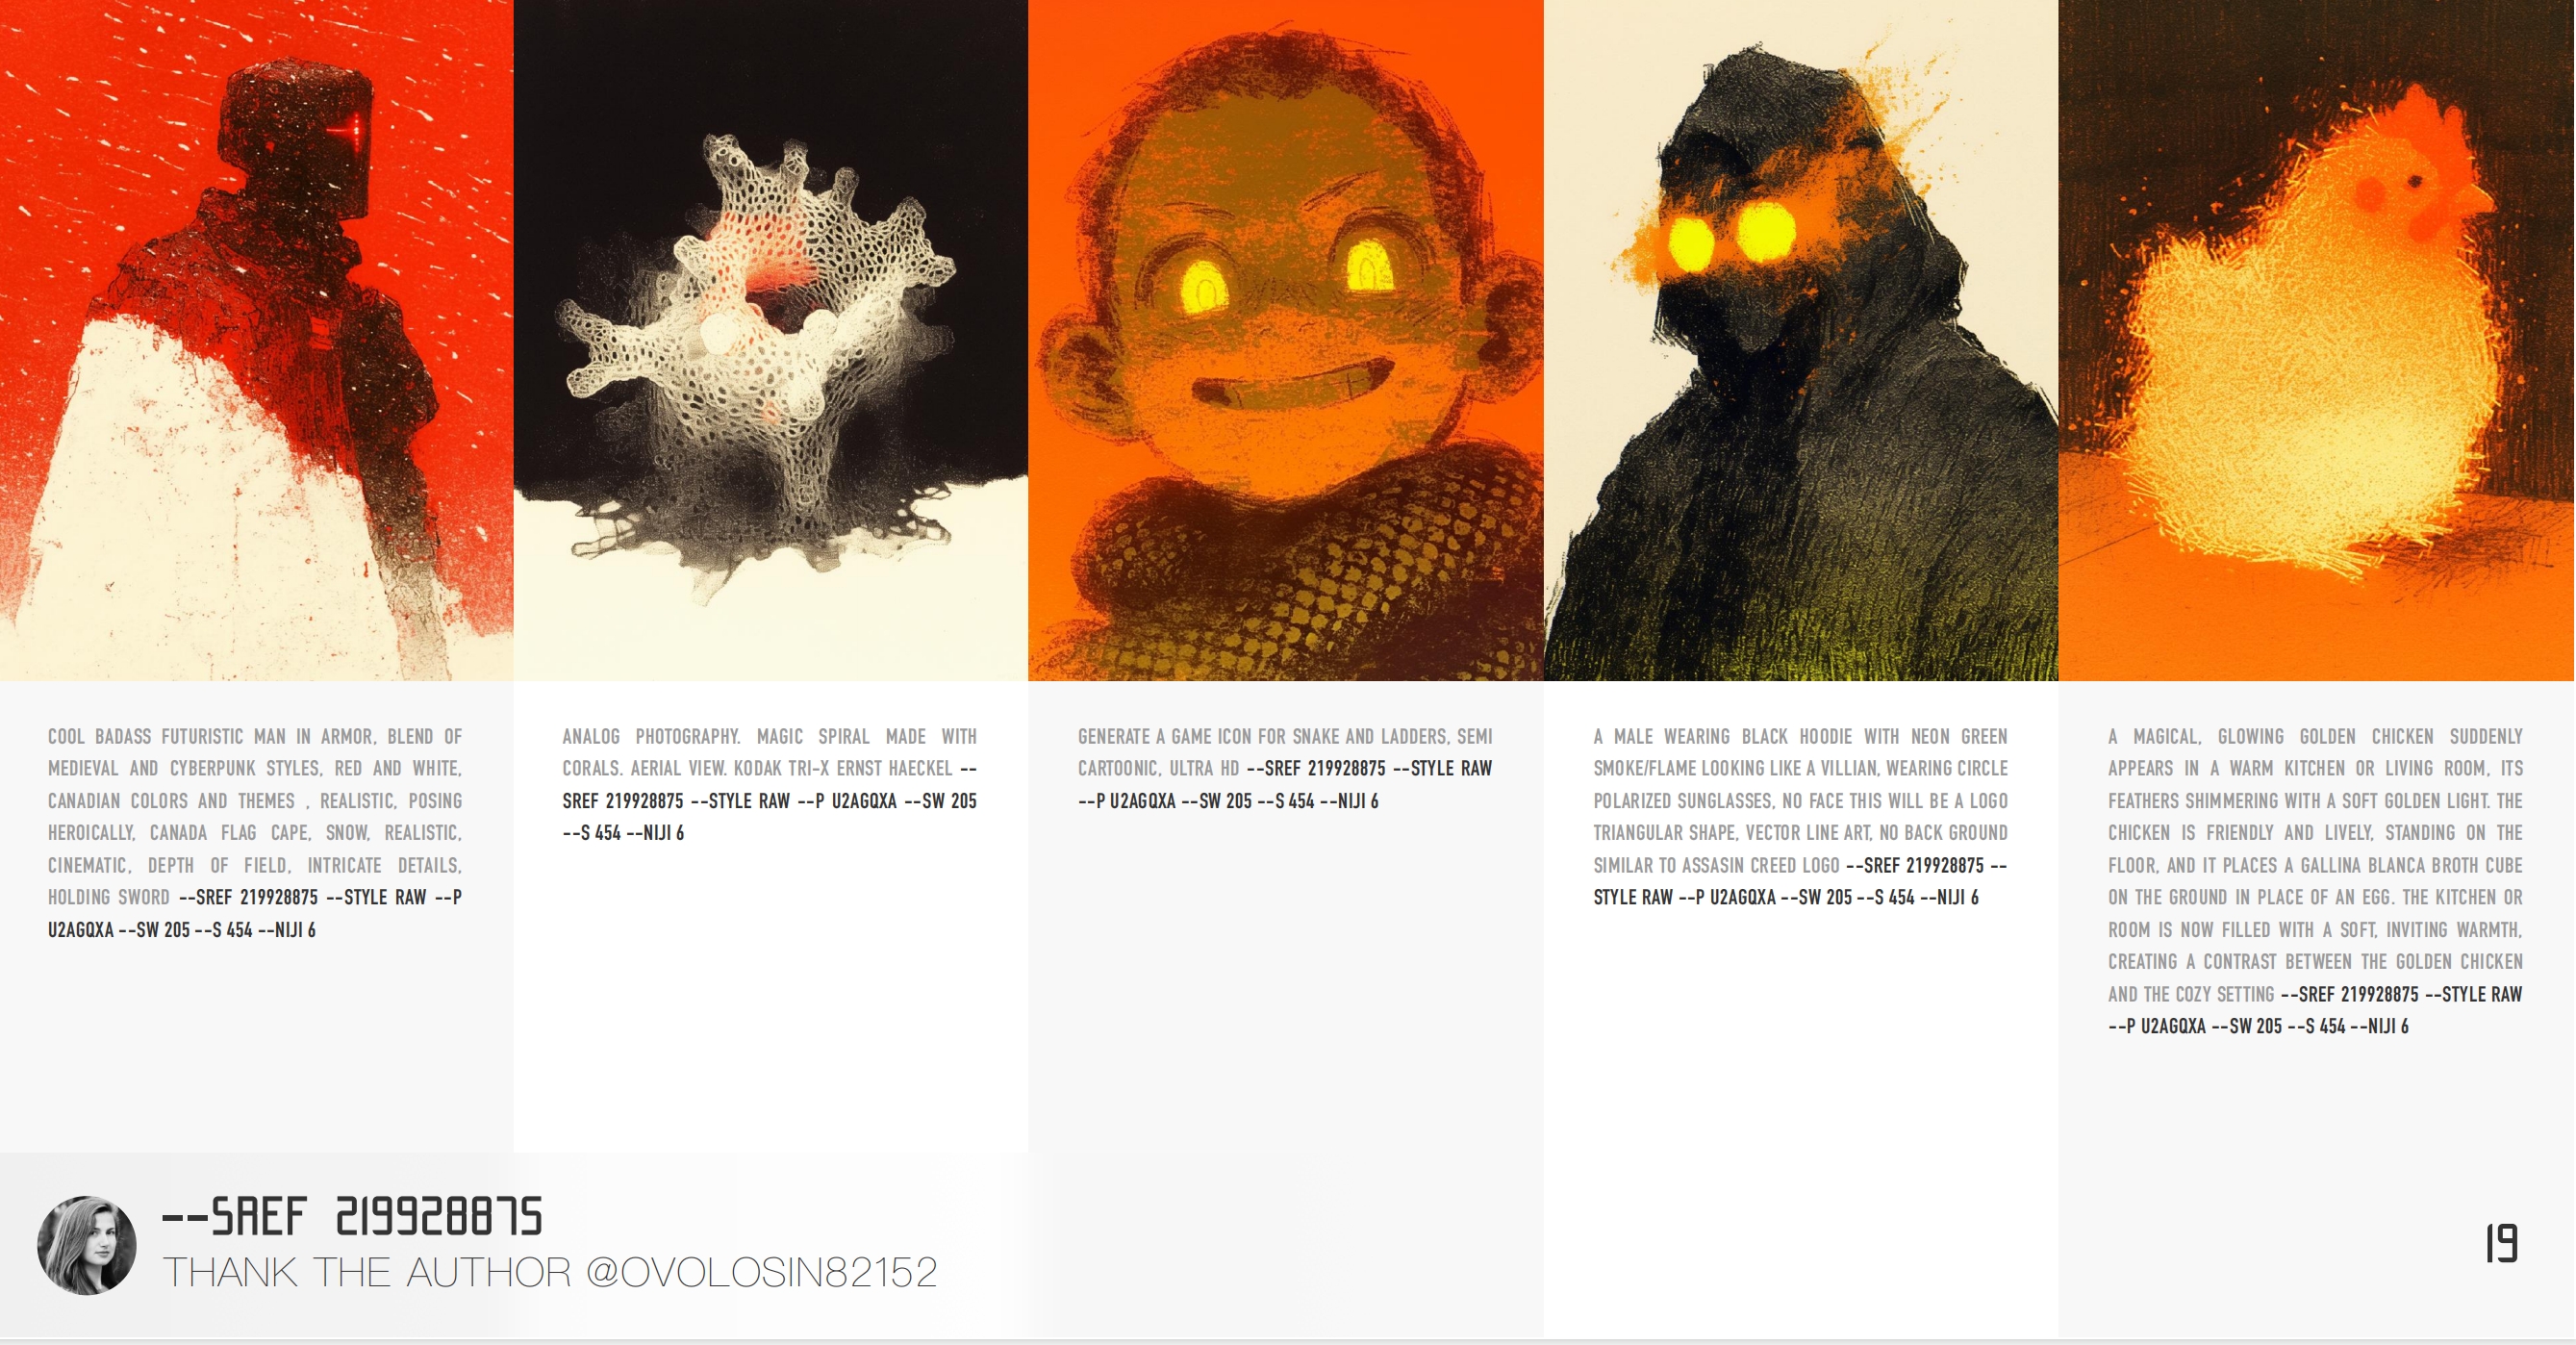 COOL BADASS FUTURISTIC MAN IN ARMOR, BLEND OF
MEDIEVAL AND CYBERPUNK STYLES, RED AND WHITE,
CANADIAN COLORS AND THEMES , REALISTIC, POSING
HEROICALLY, CANADA FLAG CAPE, SNOW, REALISTIC,
CINEMATIC, DEPTH OF FIELD, INTRICATE DETAILS,
HOLDING SWORD --SREF 219928875 --STYLE RAW --P
U2AGQXA --SW 205 --S 454 --NIJI 6
ANALOG PHOTOGRAPHY. MAGIC SPIRAL MADE WITH
CORALS. AERIAL VIEW. KODAK TRI-X ERNST HAECKEL --
SREF 219928875 --STYLE RAW --P U2AGQXA --SW 205
--S 454 --NIJI 6
GENERATE A GAME ICON FOR SNAKE AND LADDERS, SEMI
CARTOONIC, ULTRA HD --SREF 219928875 --STYLE RAW
--P U2AGQXA --SW 205 --S 454 --NIJI 6
A MALE WEARING BLACK HOODIE WITH NEON GREEN
SMOKE/FLAME LOOKING LIKE A VILLIAN, WEARING CIRCLE
POLARIZED SUNGLASSES, NO FACE THIS WILL BE A LOGO
TRIANGULAR SHAPE, VECTOR LINE ART, NO BACK GROUND
SIMILAR TO ASSASIN CREED LOGO --SREF 219928875 --
STYLE RAW --P U2AGQXA --SW 205 --S 454 --NIJI 6
A MAGICAL, GLOWING GOLDEN CHICKEN SUDDENLY
APPEARS IN A WARM KITCHEN OR LIVING ROOM, ITS
FEATHERS SHIMMERING WITH A SOFT GOLDEN LIGHT. THE
CHICKEN IS FRIENDLY AND LIVELY, STANDING ON THE
FLOOR, AND IT PLACES A GALLINA BLANCA BROTH CUBE
ON THE GROUND IN PLACE OF AN EGG. THE KITCHEN OR
ROOM IS NOW FILLED WITH A SOFT, INVITING WARMTH,
CREATING A CONTRAST BETWEEN THE GOLDEN CHICKEN
AND THE COZY SETTING --SREF 219928875 --STYLE RAW
--P U2AGQXA --SW 205 --S 454 --NIJI 6
--SREF 219928875
THANK THE AUTHOR @OVOLOSIN82152
19